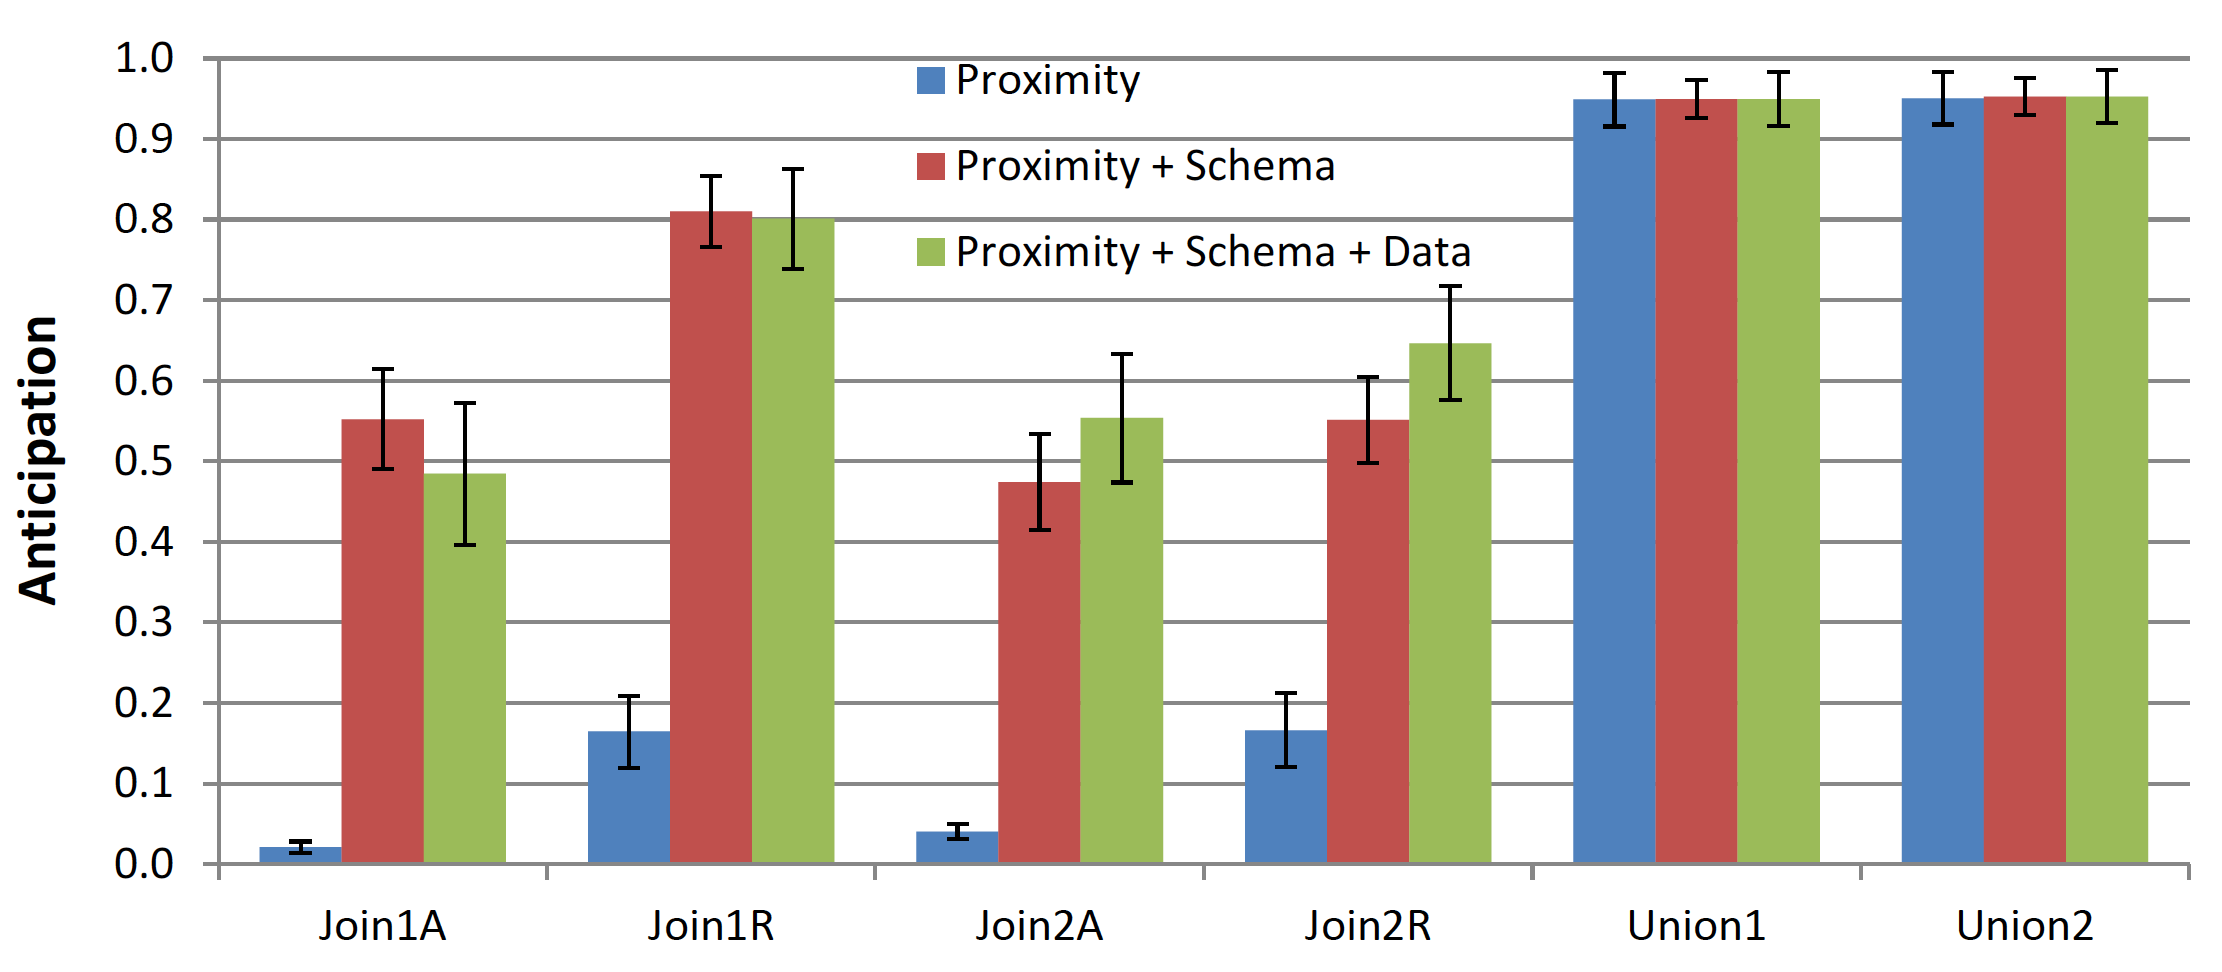 Anticipation
1.0
0.9
0.8
0.7
0.6
0.5
0.4
0.3
0.2
0.1
0.0
Proximity
Proximity + Schema
Proximity + Schema + Data
Join1A
Join1R
Join2A
Join2R
Union1
Union2